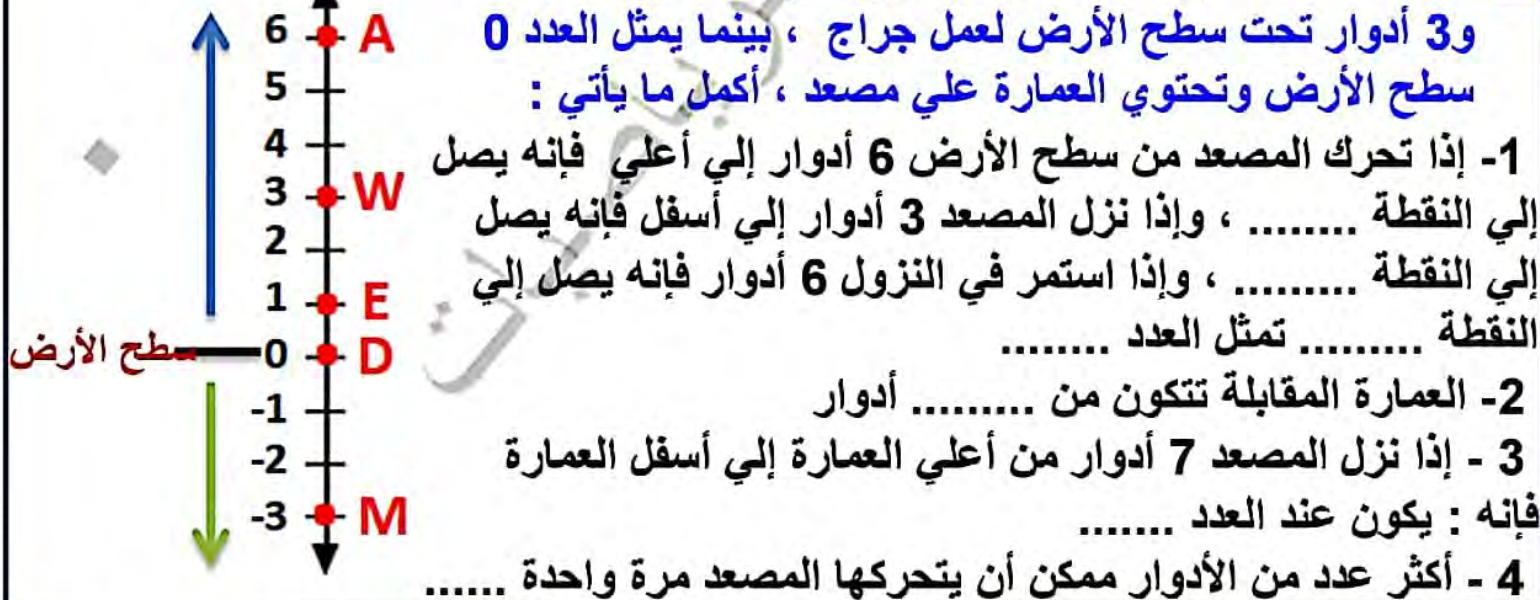 و3 أدوار تحت سطح الأرض لعمل جراج ، بينما يمثل العدد 0
سطح الأرض وتحتوي العمارة علي مصعد ، أكمل ما يأتي :
1- إذا تحرك المصعد من سطح الأرض 6 أدوار إلي أعلي فإنه يصل
إلي النقطة ......... ، وإذا نزل المصعد 3 أدوار إلي أسفل فإنه يصل
إلي النقطة ......... ، وإذا استمر في النزول 6 أدوار فإنه يصل إلي
النقطة ......... تمثل العدد ........
2- العمارة المقابلة تتكون من ......... أدوار
3 - إذا نزل المصعد 7 أدوار من أعلي العمارة إلي أسفل العمارة
فإنه : يكون عند العدد .......
4 - أكثر عدد من الأدوار ممكن أن يتحركها المصعد مرة واحدة ......
6 A
5
4
3 W
2
1 E
سطح الأرض 0 D
-1
-2
-3 M